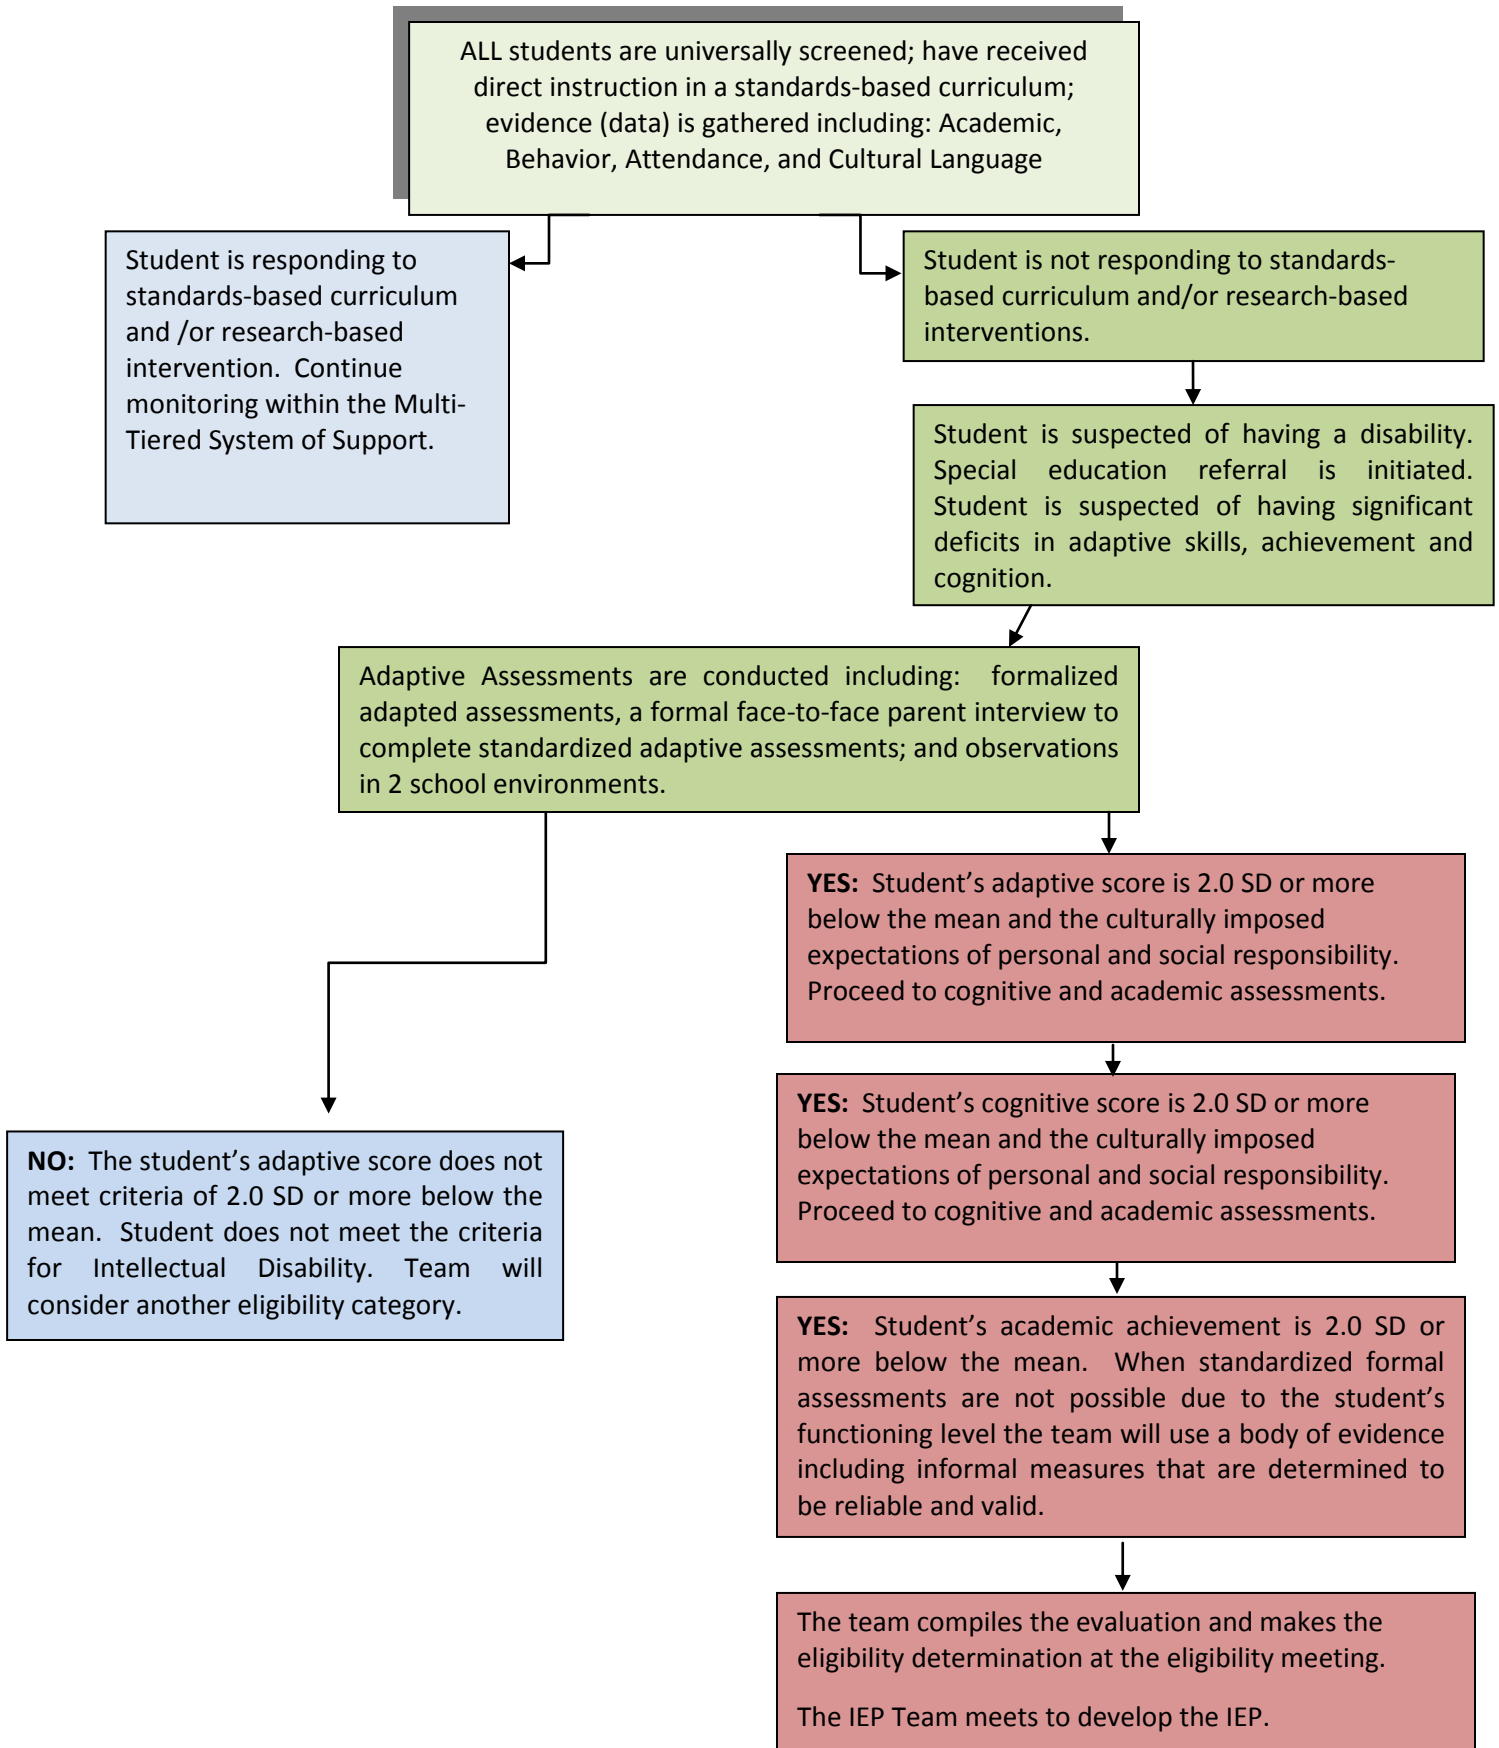 ALL students are universally screened; have received
direct instruction in a standards-based curriculum;
evidence (data) is gathered including: Academic,
Behavior, Attendance, and Cultural Language
Student is responding to
standards-based curriculum
and /or research-based
intervention.  Continue
monitoring within the Multi-
Tiered System of Support.
Student is not responding to standards-
based curriculum and/or research-based
interventions.
Student is suspected of having a disability.
Special education referral is initiated.
Student is suspected of having significant
deficits in adaptive skills, achievement and
cognition.
Adaptive Assessments are conducted including:  formalized
adapted assessments, a formal face-to-face parent interview to
complete standardized adaptive assessments; and observations
in 2 school environments.
YES:  Student’s adaptive score is 2.0 SD or more
below the mean and the culturally imposed
expectations of personal and social responsibility.
Proceed to cognitive and academic assessments.
YES:  Student’s cognitive score is 2.0 SD or more
below the mean and the culturally imposed
expectations of personal and social responsibility.
Proceed to cognitive and academic assessments.
NO:  The student’s adaptive score does not
meet criteria of 2.0 SD or more below the
mean.  Student does not meet the criteria
for Intellectual Disability. Team will
consider another eligibility category.
YES:  Student’s academic achievement is 2.0 SD or
more below the mean.  When standardized formal
assessments are not possible due to the student’s
functioning level the team will use a body of evidence
including informal measures that are determined to
be reliable and valid.
The team compiles the evaluation and makes the
eligibility determination at the eligibility meeting.
The IEP Team meets to develop the IEP.